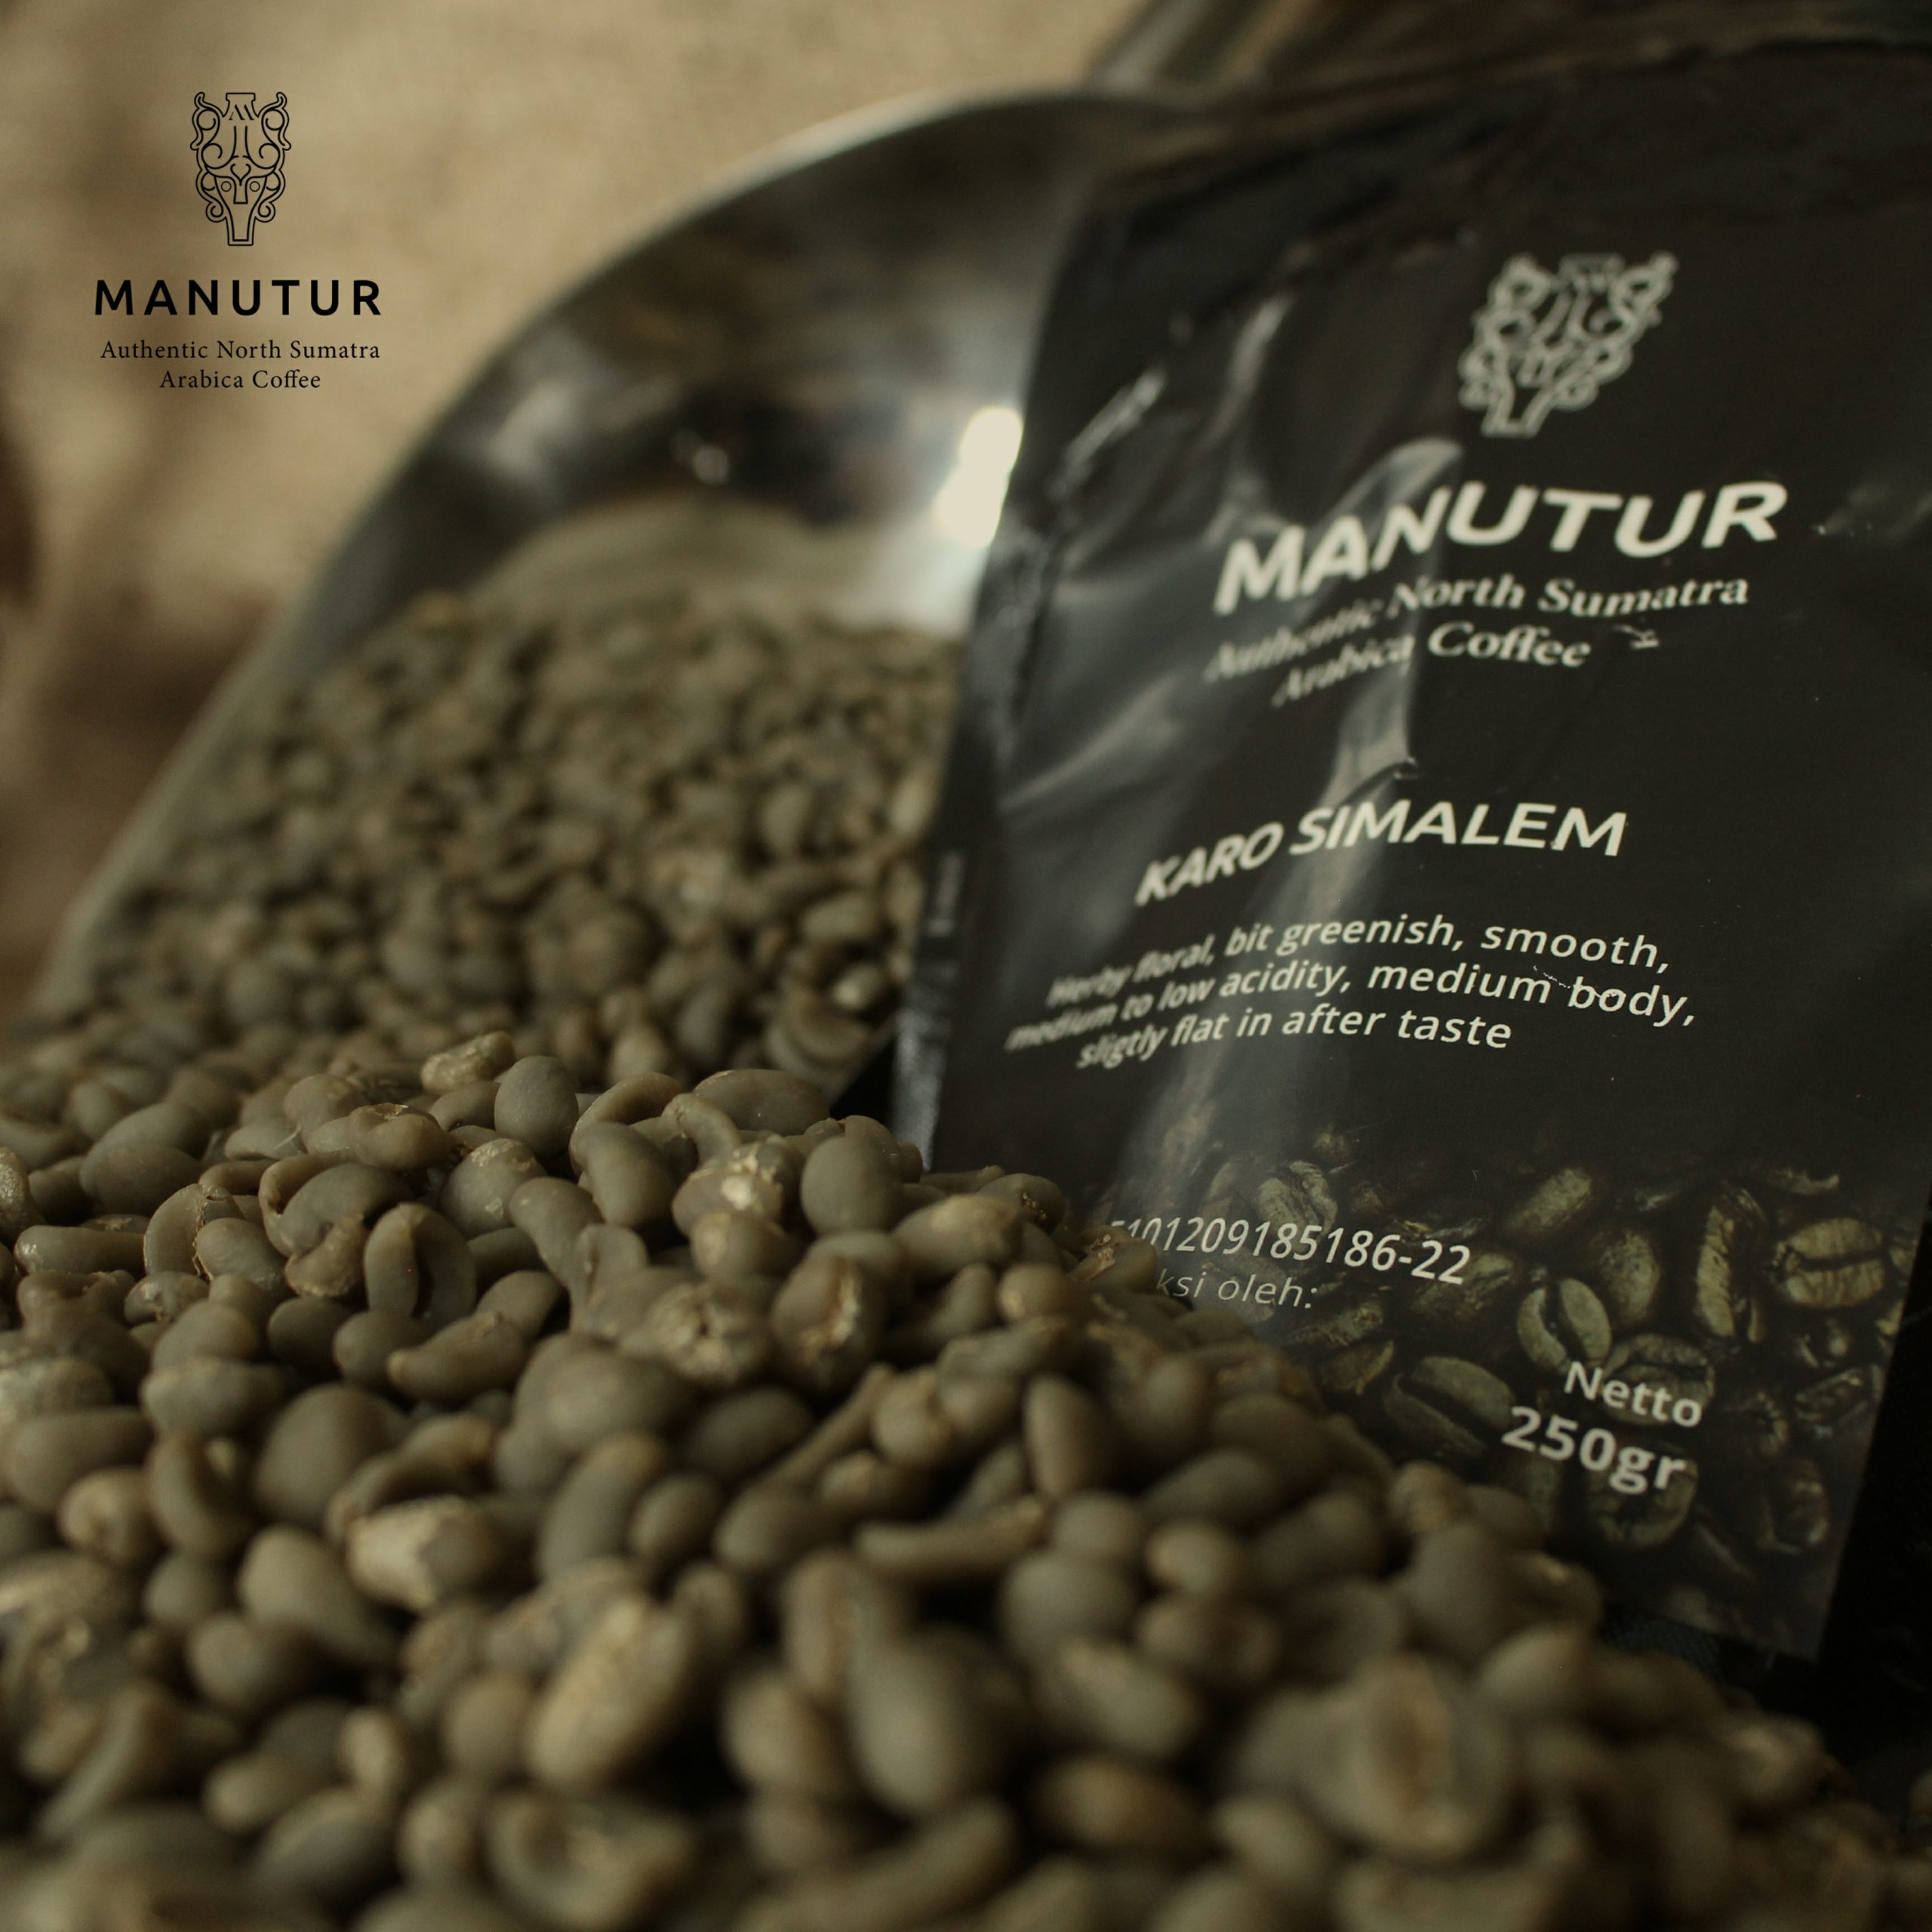 MANUTUR
Authentic North Sumatra
Arabica Coffee
MANUTUR
Authentic North Sumatra
Arabica Coffee
KARO SIMALEM
Herby floral, bit greenish, smooth,
medium to low acidity, medium body,
sligtly flat in after taste
5101209185186-22
ksi oleh:
Netto
250gr